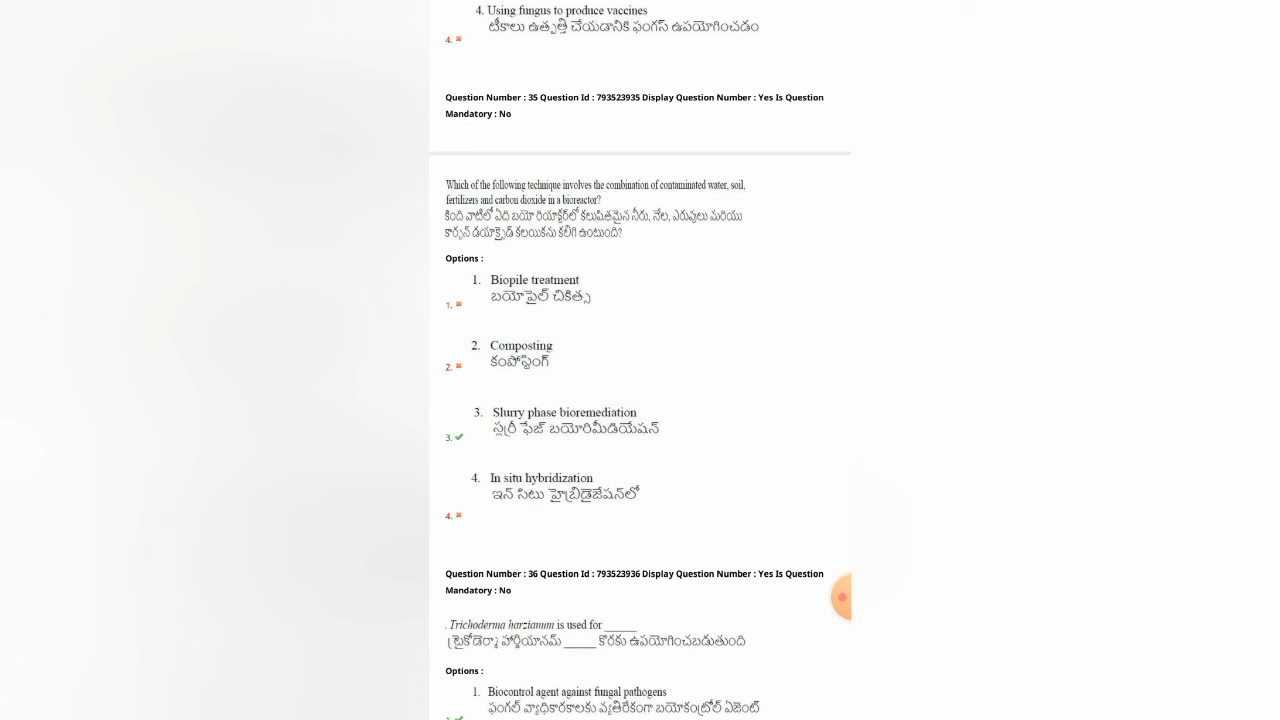 4. Using fungus to produce vaccines
టీకాలు ఉత్పత్తి చేయడానికి ఫంగస్ ఉపయోగించడం
4. ✖
Question Number : 35 Question Id : 793523935 Display Question Number : Yes Is Question
Mandatory : No
Which of the following technique involves the combination of contaminated water, soil,
fertilizers and carbon dioxide in a bioreactor?
కింది వాటిలో ఏది బయో రియాక్టర్‌లో కలుషితమైన నీరు, నేల, ఎరువులు మరియు
కార్బన్ డయాక్సైడ్ కలయికను కలిగి ఉంటుంది?
Options :
1. Biopile treatment
బయోపైల్ చికిత్స
1. ✖
2. Composting
కంపోస్టింగ్
2. ✖
3. Slurry phase bioremediation
స్లర్రీ ఫేజ్ బయోరిమీడియేషన్
3. ✔
4. In situ hybridization
ఇన్ సిటు హైబ్రిడైజేషన్‌లో
4. ✖
Question Number : 36 Question Id : 793523936 Display Question Number : Yes Is Question
Mandatory : No
. Trichoderma harzianum is used for _____
ట్రైకోడెర్మా హార్జియానమ్ _____ కొరకు ఉపయోగించబడుతుంది
Options :
1. Biocontrol agent against fungal pathogens
ఫంగల్ వ్యాధికారకాలకు వ్యతిరేకంగా బయోకంట్రోల్ ఏజెంట్